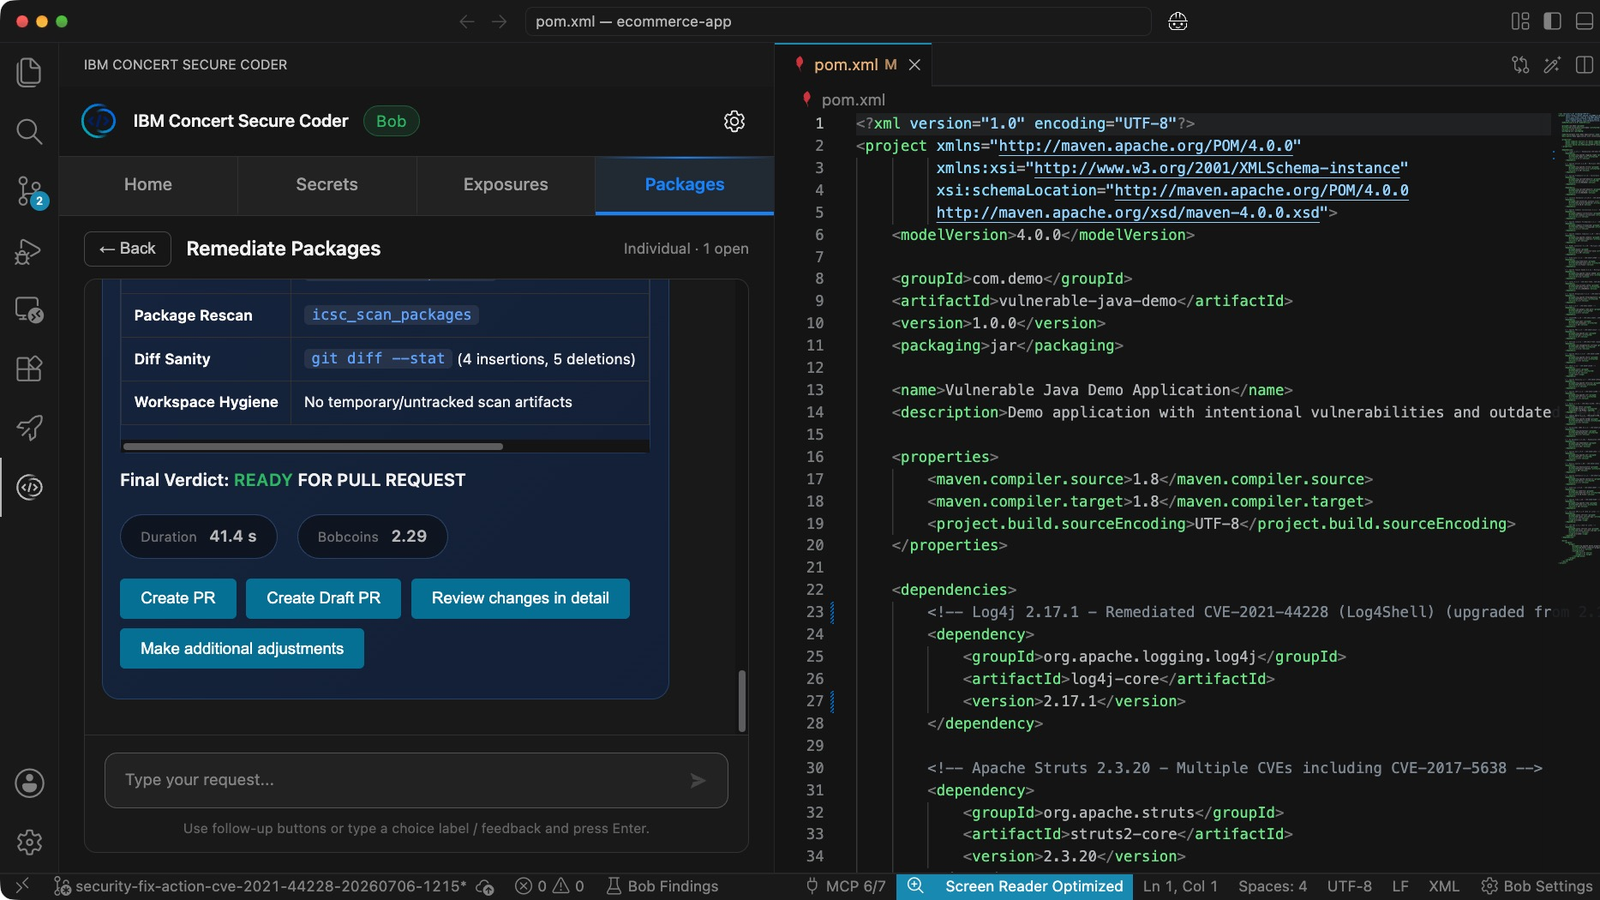 pom.xml — ecommerce-app
IBM CONCERT SECURE CODER
IBM Concert Secure Coder
Bob
Home
Secrets
Exposures
Packages
← Back
Remediate Packages
Individual · 1 open
Package Rescan
icsc_scan_packages
Diff Sanity
git diff --stat (4 insertions, 5 deletions)
Workspace Hygiene
No temporary/untracked scan artifacts
Final Verdict: READY FOR PULL REQUEST
Duration 41.4 s
Bobcoins 2.29
Create PR
Create Draft PR
Review changes in detail
Make additional adjustments
Type your request...
Use follow-up buttons or type a choice label / feedback and press Enter.
2
pom.xml M
pom.xml
1 <?xml version="1.0" encoding="UTF-8"?>
2 <project xmlns="http://maven.apache.org/POM/4.0.0"
3 xmlns:xsi="http://www.w3.org/2001/XMLSchema-instance"
4 xsi:schemaLocation="http://maven.apache.org/POM/4.0.0
5 http://maven.apache.org/xsd/maven-4.0.0.xsd">
6 <modelVersion>4.0.0</modelVersion>
7
8 <groupId>com.demo</groupId>
9 <artifactId>vulnerable-java-demo</artifactId>
10 <version>1.0.0</version>
11 <packaging>jar</packaging>
12
13 <name>Vulnerable Java Demo Application</name>
14 <description>Demo application with intentional vulnerabilities and outdated
15
16 <properties>
17 <maven.compiler.source>1.8</maven.compiler.source>
18 <maven.compiler.target>1.8</maven.compiler.target>
19 <project.build.sourceEncoding>UTF-8</project.build.sourceEncoding>
20 </properties>
21
22 <dependencies>
23 <!-- Log4j 2.17.1 - Remediated CVE-2021-44228 (Log4Shell) (upgraded from 2.
24 <dependency>
25 <groupId>org.apache.logging.log4j</groupId>
26 <artifactId>log4j-core</artifactId>
27 <version>2.17.1</version>
28 </dependency>
29
30 <!-- Apache Struts 2.3.20 - Multiple CVEs including CVE-2017-5638 -->
31 <dependency>
32 <groupId>org.apache.struts</groupId>
33 <artifactId>struts2-core</artifactId>
34 <version>2.3.20</version>
security-fix-action-cve-2021-44228-20260706-1215*
0
0
Bob Findings
MCP 6/7
Screen Reader Optimized
Ln 1, Col 1
Spaces: 4
UTF-8
LF
XML
Bob Settings